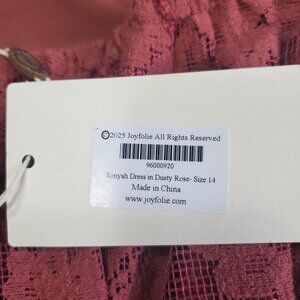 ©2025 Joyfolie All Rights Reserved
96000920
Sonyah Dress in Dusty Rose- Size 14
Made in China
www.joyfolie.com